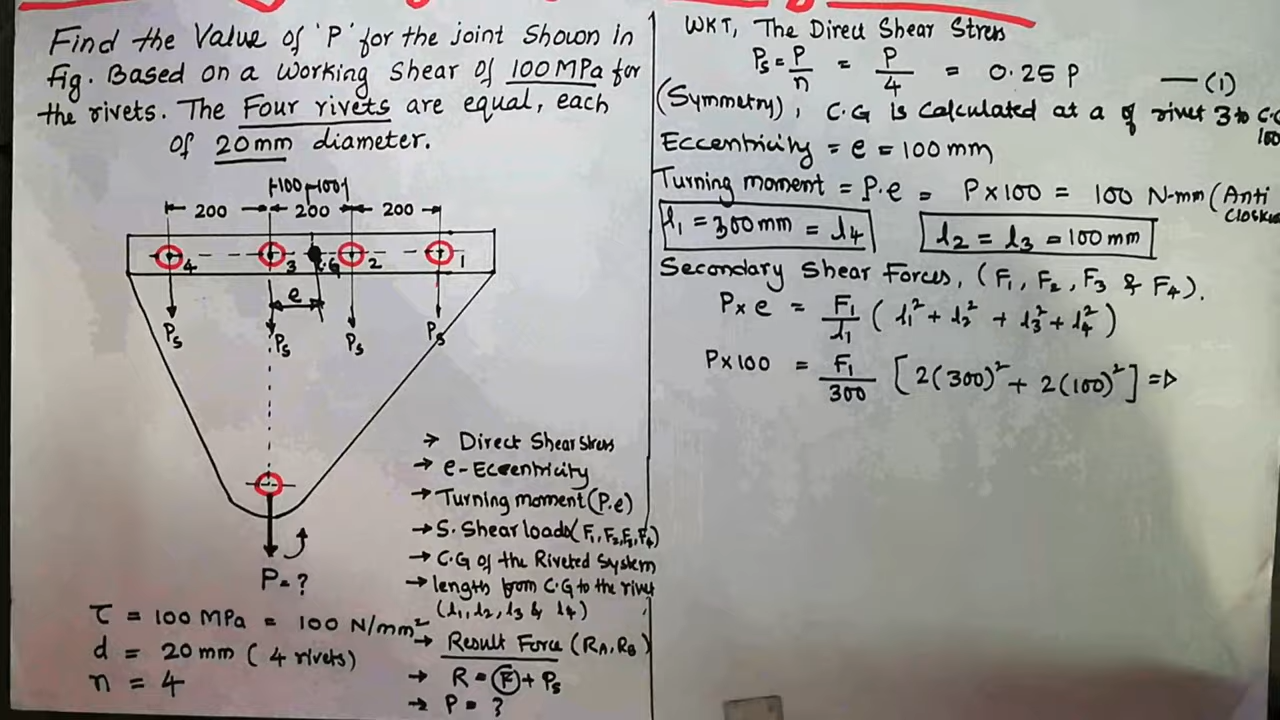 Find the Value of 'P' for the joint Shown in
fig. Based on a Working Shear of 100 MPa for
the rivets. The Four rivets are equal, each
of 20mm diameter.
100 100
200 200 200
4 3 C.G 2 1
e
Ps Ps Ps Ps
P = ?
τ = 100 MPa = 100 N/mm²
d = 20 mm ( 4 rivets)
n = 4
→ Direct Shear Stress
→ e - Eccentricity
→ Turning moment (P.e)
→ S. Shear loads (F1, F2, F3, F4)
→ C.G of the Riveted System
→ length from C.G to the rivet
(l1, l2, l3 & l4)
→ Result Force (RA, RB)
→ R = F + Ps
→ P = ?
WKT, The Direct Shear Stress
Ps = P/n = P/4 = 0.25 P — (1)
(Symmetry), C.G is Calculated at a of rivet 3 to C.G
100
Eccentricity = e = 100 mm
Turning moment = P.e = P x 100 = 100 N-mm (Anti
l1 = 300 mm = l4 l2 = l3 = 100 mm
Secondary Shear Forces, (F1, F2, F3 & F4).
P x e = F1/l1 ( l1² + l2² + l3² + l4² )
P x 100 = F1/300 [ 2(300)² + 2(100)² ] =>